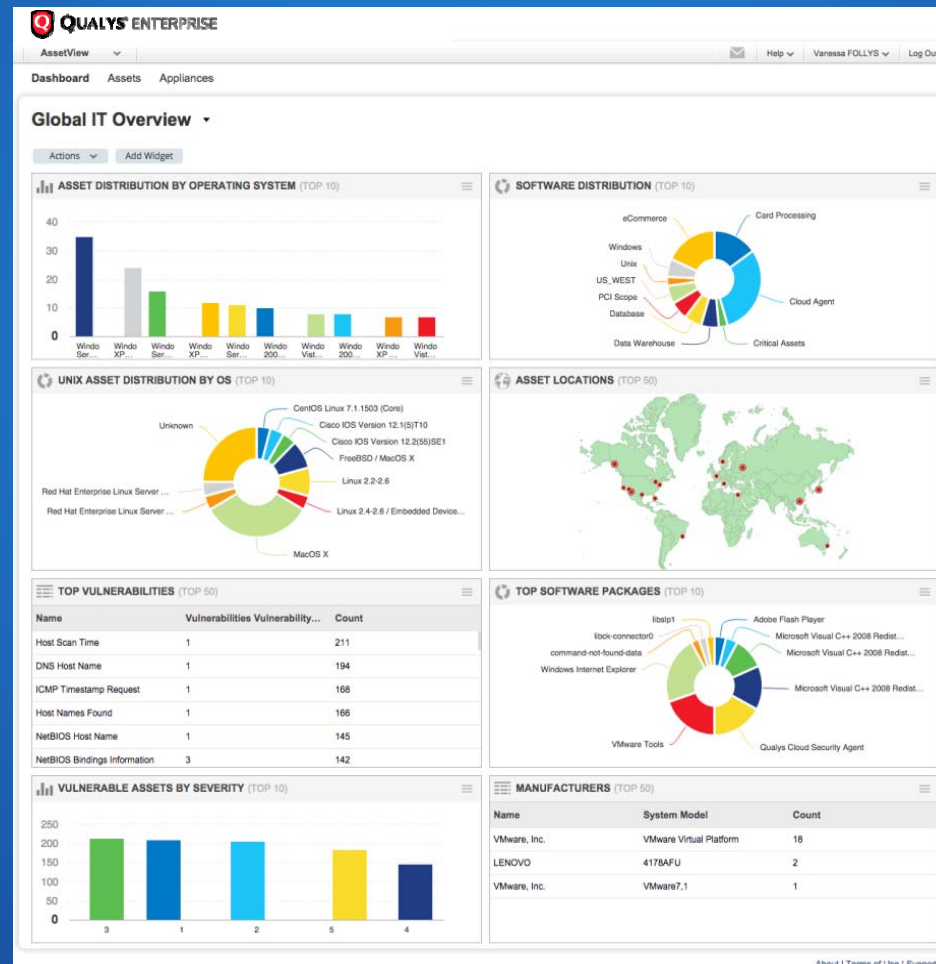 QUALYS ENTERPRISE
AssetView
Help
Vanessa FOLLYS
Log Out
Dashboard Assets Appliances
Global IT Overview
Actions
Add Widget
ASSET DISTRIBUTION BY OPERATING SYSTEM (TOP 10)
40
30
20
10
0
Windo Ser...
Windo XP...
Windo Ser...
Windo XP...
Windo Ser...
Windo 200...
Windo Vist...
Windo 200...
Windo XP ...
Windo Vist...
SOFTWARE DISTRIBUTION (TOP 10)
eCommerce
Card Processing
Windows
Unix
US_WEST
PCI Scope
Database
Cloud Agent
Data Warehouse
Critical Assets
UNIX ASSET DISTRIBUTION BY OS (TOP 10)
CentOS Linux 7.1.1503 (Core)
Unknown
Cisco IOS Version 12.1(5)T10
Cisco IOS Version 12.2(55)SE1
FreeBSD / MacOS X
Linux 2.2-2.6
Red Hat Enterprise Linux Server ...
Red Hat Enterprise Linux Server ...
Linux 2.4-2.6 / Embedded Device...
MacOS X
ASSET LOCATIONS (TOP 50)
TOP VULNERABILITIES (TOP 50)
Name Vulnerabilities Vulnerability... Count
Host Scan Time 1 211
DNS Host Name 1 194
ICMP Timestamp Request 1 168
Host Names Found 1 166
NetBIOS Host Name 1 145
NetBIOS Bindings Information 3 142
TOP SOFTWARE PACKAGES (TOP 10)
libslp1
Adobe Flash Player
libck-connector0
Microsoft Visual C++ 2008 Redist...
command-not-found-data
Microsoft Visual C++ 2008 Redist...
Windows Internet Explorer
Microsoft Visual C++ 2008 Redist...
VMware Tools
Qualys Cloud Security Agent
VULNERABLE ASSETS BY SEVERITY (TOP 10)
250
200
150
100
50
0
3 1 2 5 4
MANUFACTURERS (TOP 50)
Name System Model Count
VMware, Inc. VMware Virtual Platform 18
LENOVO 4178AFU 2
VMware, Inc. VMware7,1 1
About | Terms of Use | Support